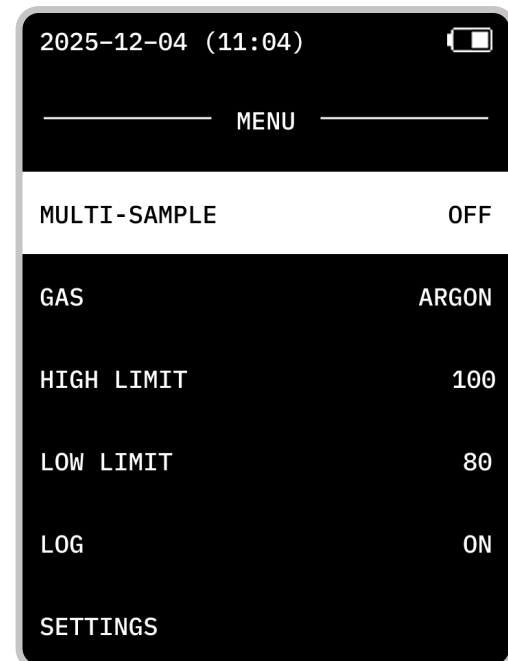 2025-12-04 (11:04)
MENU
MULTI-SAMPLE OFF
GAS ARGON
HIGH LIMIT 100
LOW LIMIT 80
LOG ON
SETTINGS